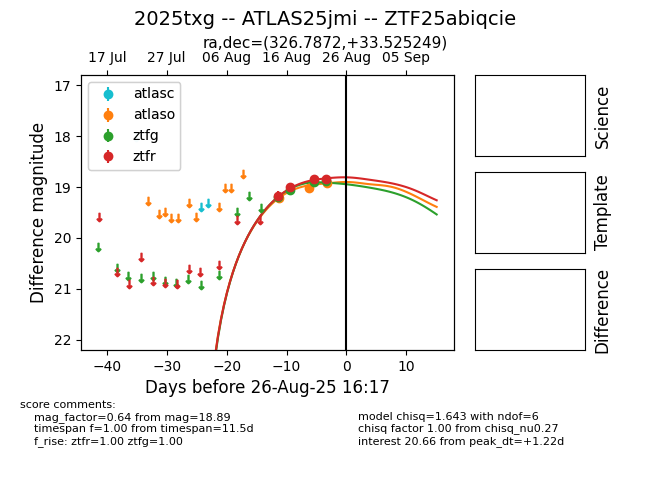 2025txg -- ATLAS25jmi -- ZTF25abiqcie
ra,dec=(326.7872,+33.525249)
17 Jul 27 Jul 06 Aug 16 Aug 26 Aug 05 Sep
atlasc
atlaso
ztfg
ztfr
17
18
19
20
21
22
Difference magnitude
−40 −30 −20 −10 0 10
Days before 26-Aug-25 16:17
Science
Template
Difference
score comments:
mag_factor=0.64 from mag=18.89
timespan f=1.00 from timespan=11.5d
f_rise: ztfr=1.00 ztfg=1.00
model chisq=1.643 with ndof=6
chisq factor 1.00 from chisq_nu0.27
interest 20.66 from peak_dt=+1.22d